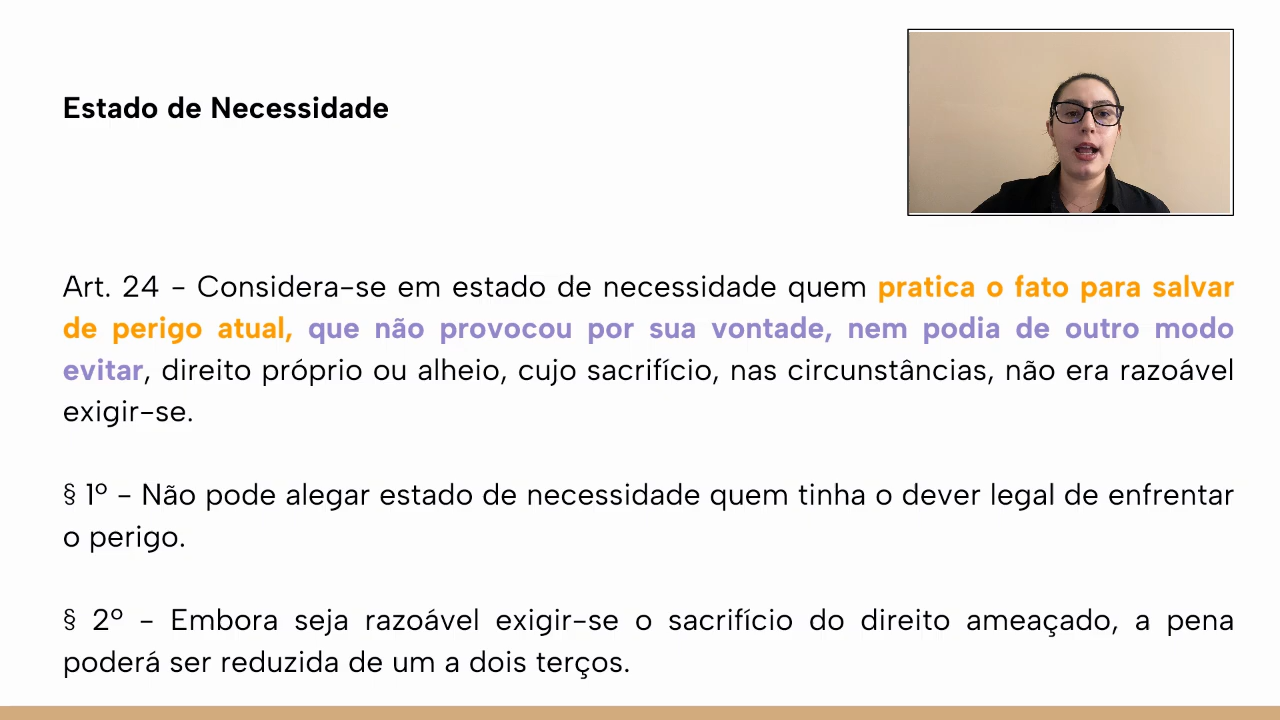 Estado de Necessidade
Art. 24 – Considera-se em estado de necessidade quem pratica o fato para salvar
de perigo atual, que não provocou por sua vontade, nem podia de outro modo
evitar, direito próprio ou alheio, cujo sacrifício, nas circunstâncias, não era razoável
exigir-se.
§ 1º – Não pode alegar estado de necessidade quem tinha o dever legal de enfrentar
o perigo.
§ 2º – Embora seja razoável exigir-se o sacrifício do direito ameaçado, a pena
poderá ser reduzida de um a dois terços.